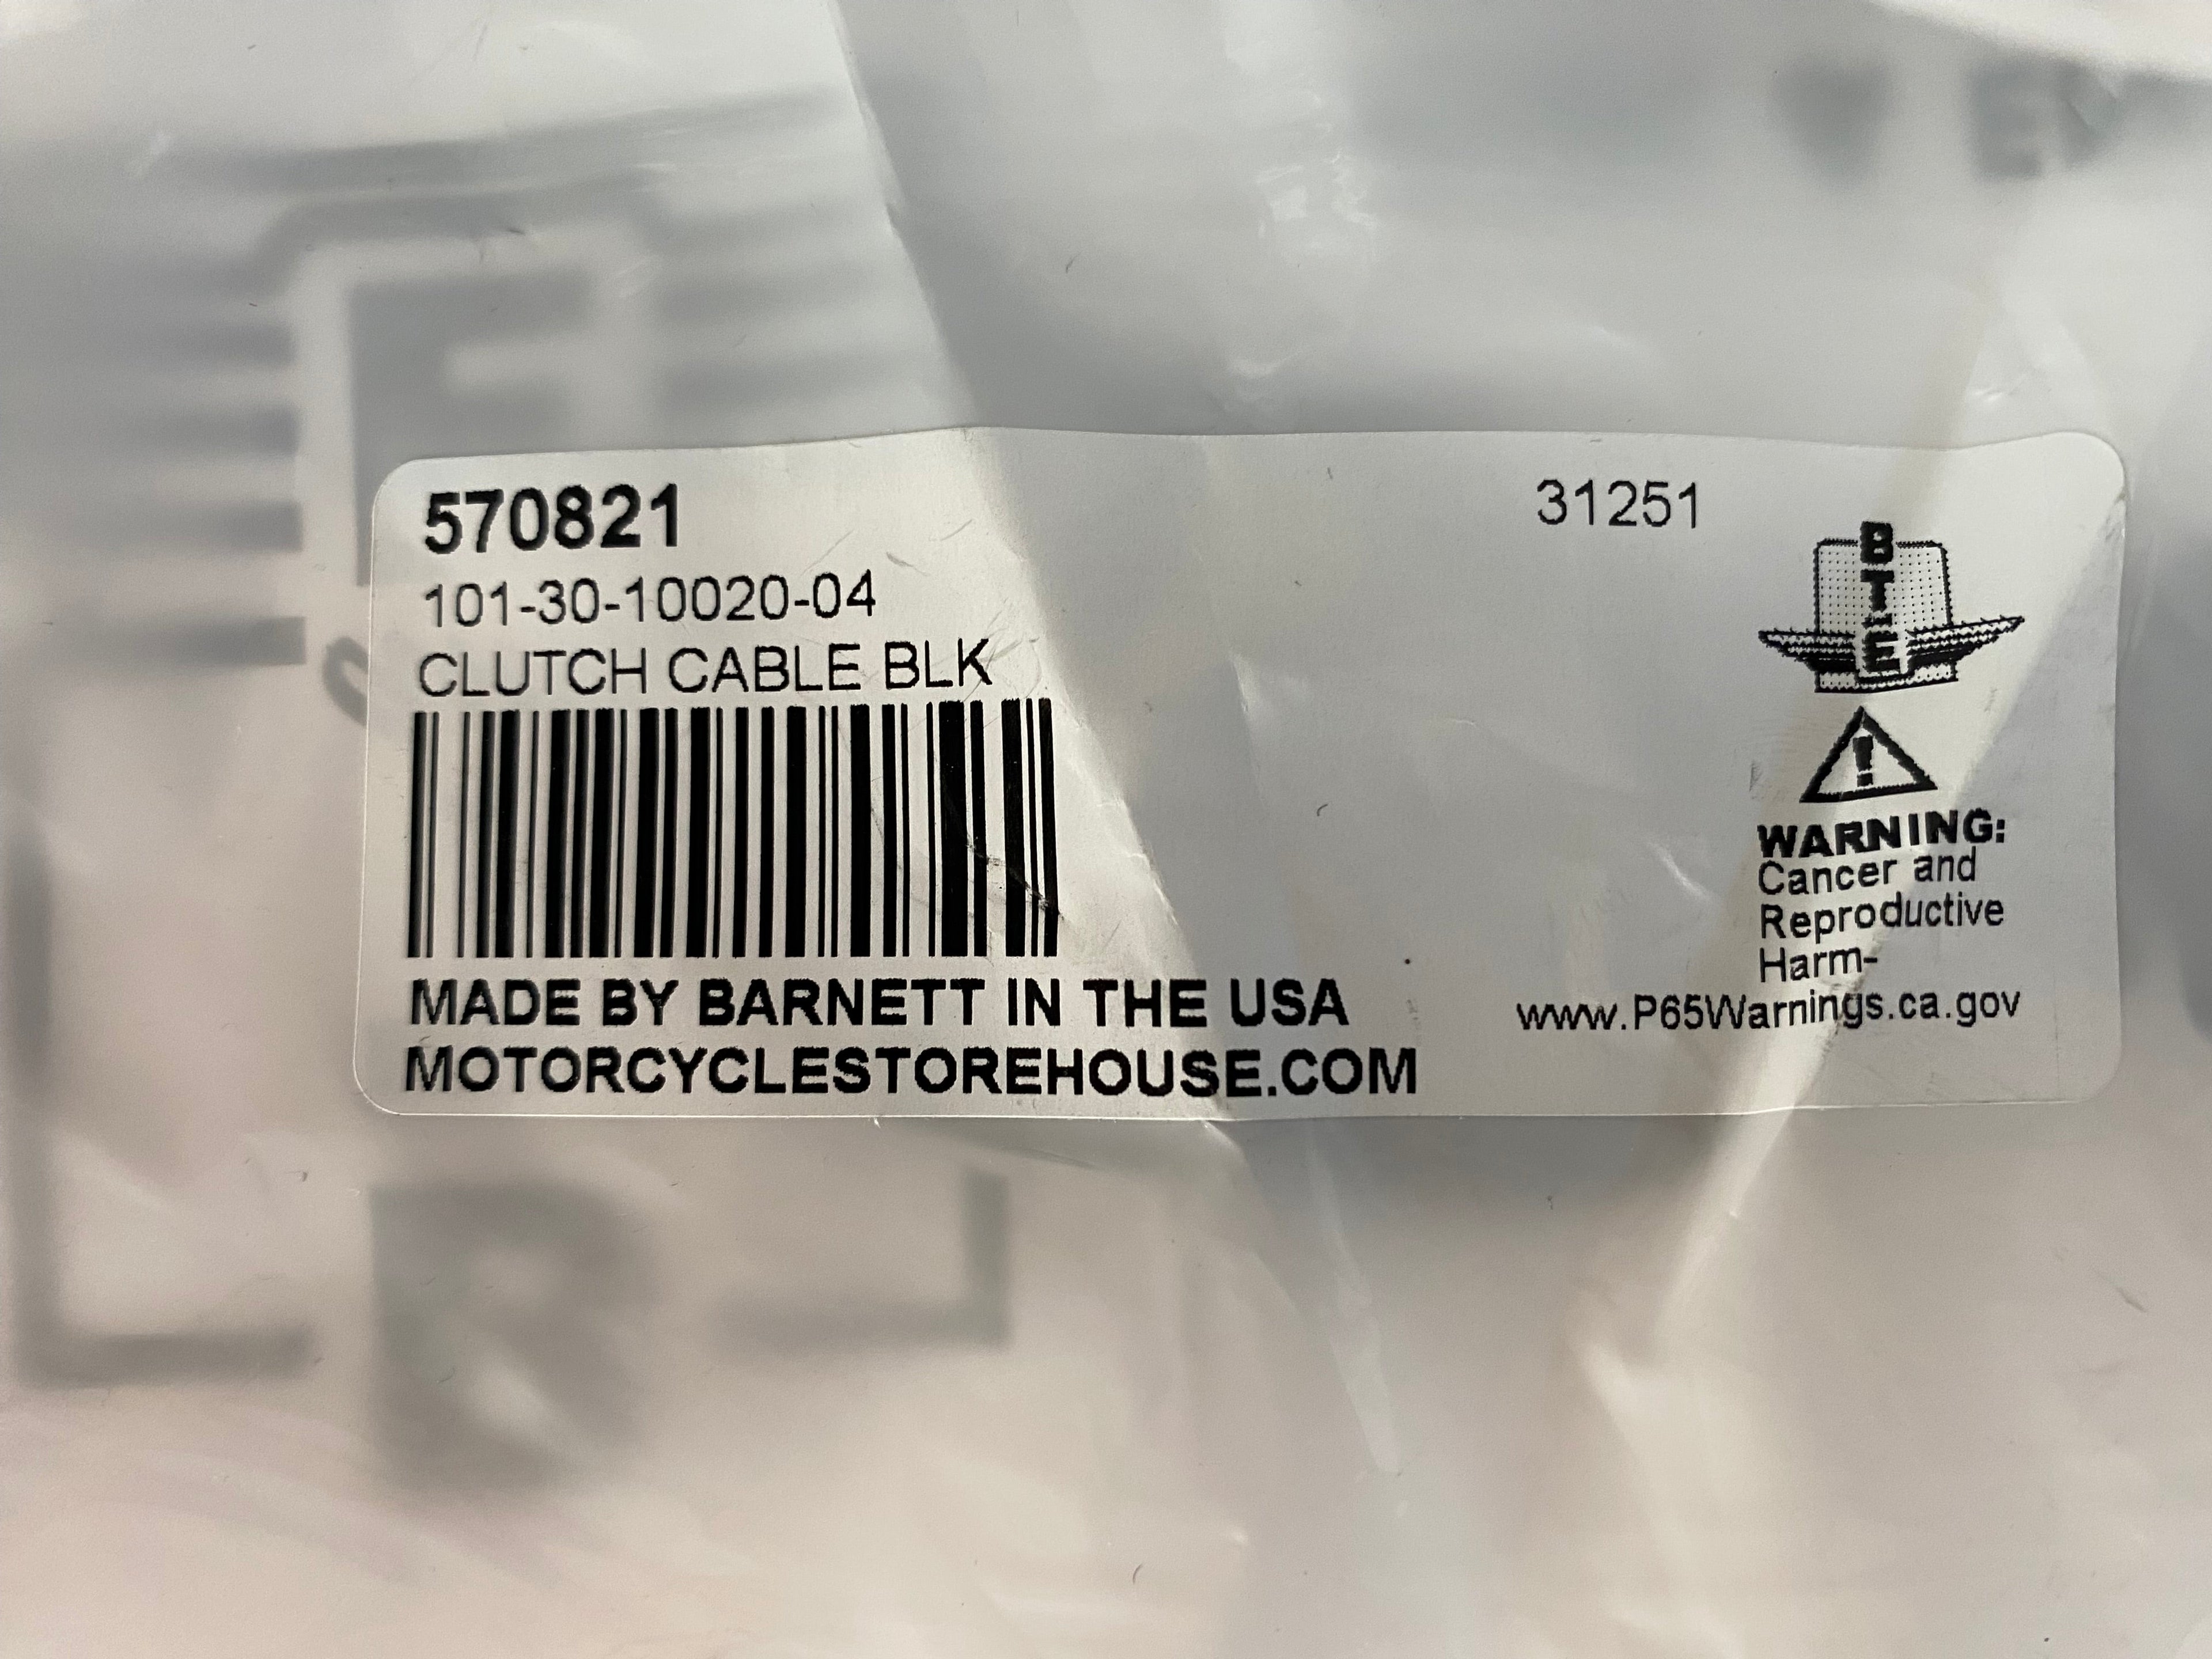 570821
31251
101-30-10020-04
CLUTCH CABLE BLK
BTE
WARNING:
Cancer and
Reproductive
Harm-
www.P65Warnings.ca.gov
MADE BY BARNETT IN THE USA
MOTORCYCLESTOREHOUSE.COM